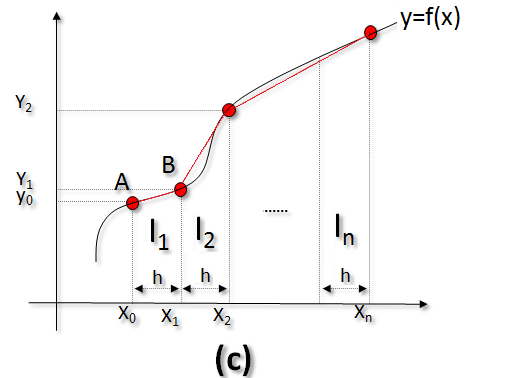 y=f(x)
Y₂
Y₁
y₀
A
B
I₁
I₂
......
Iₙ
h
h
h
X₀
X₁
X₂
Xₙ
(c)